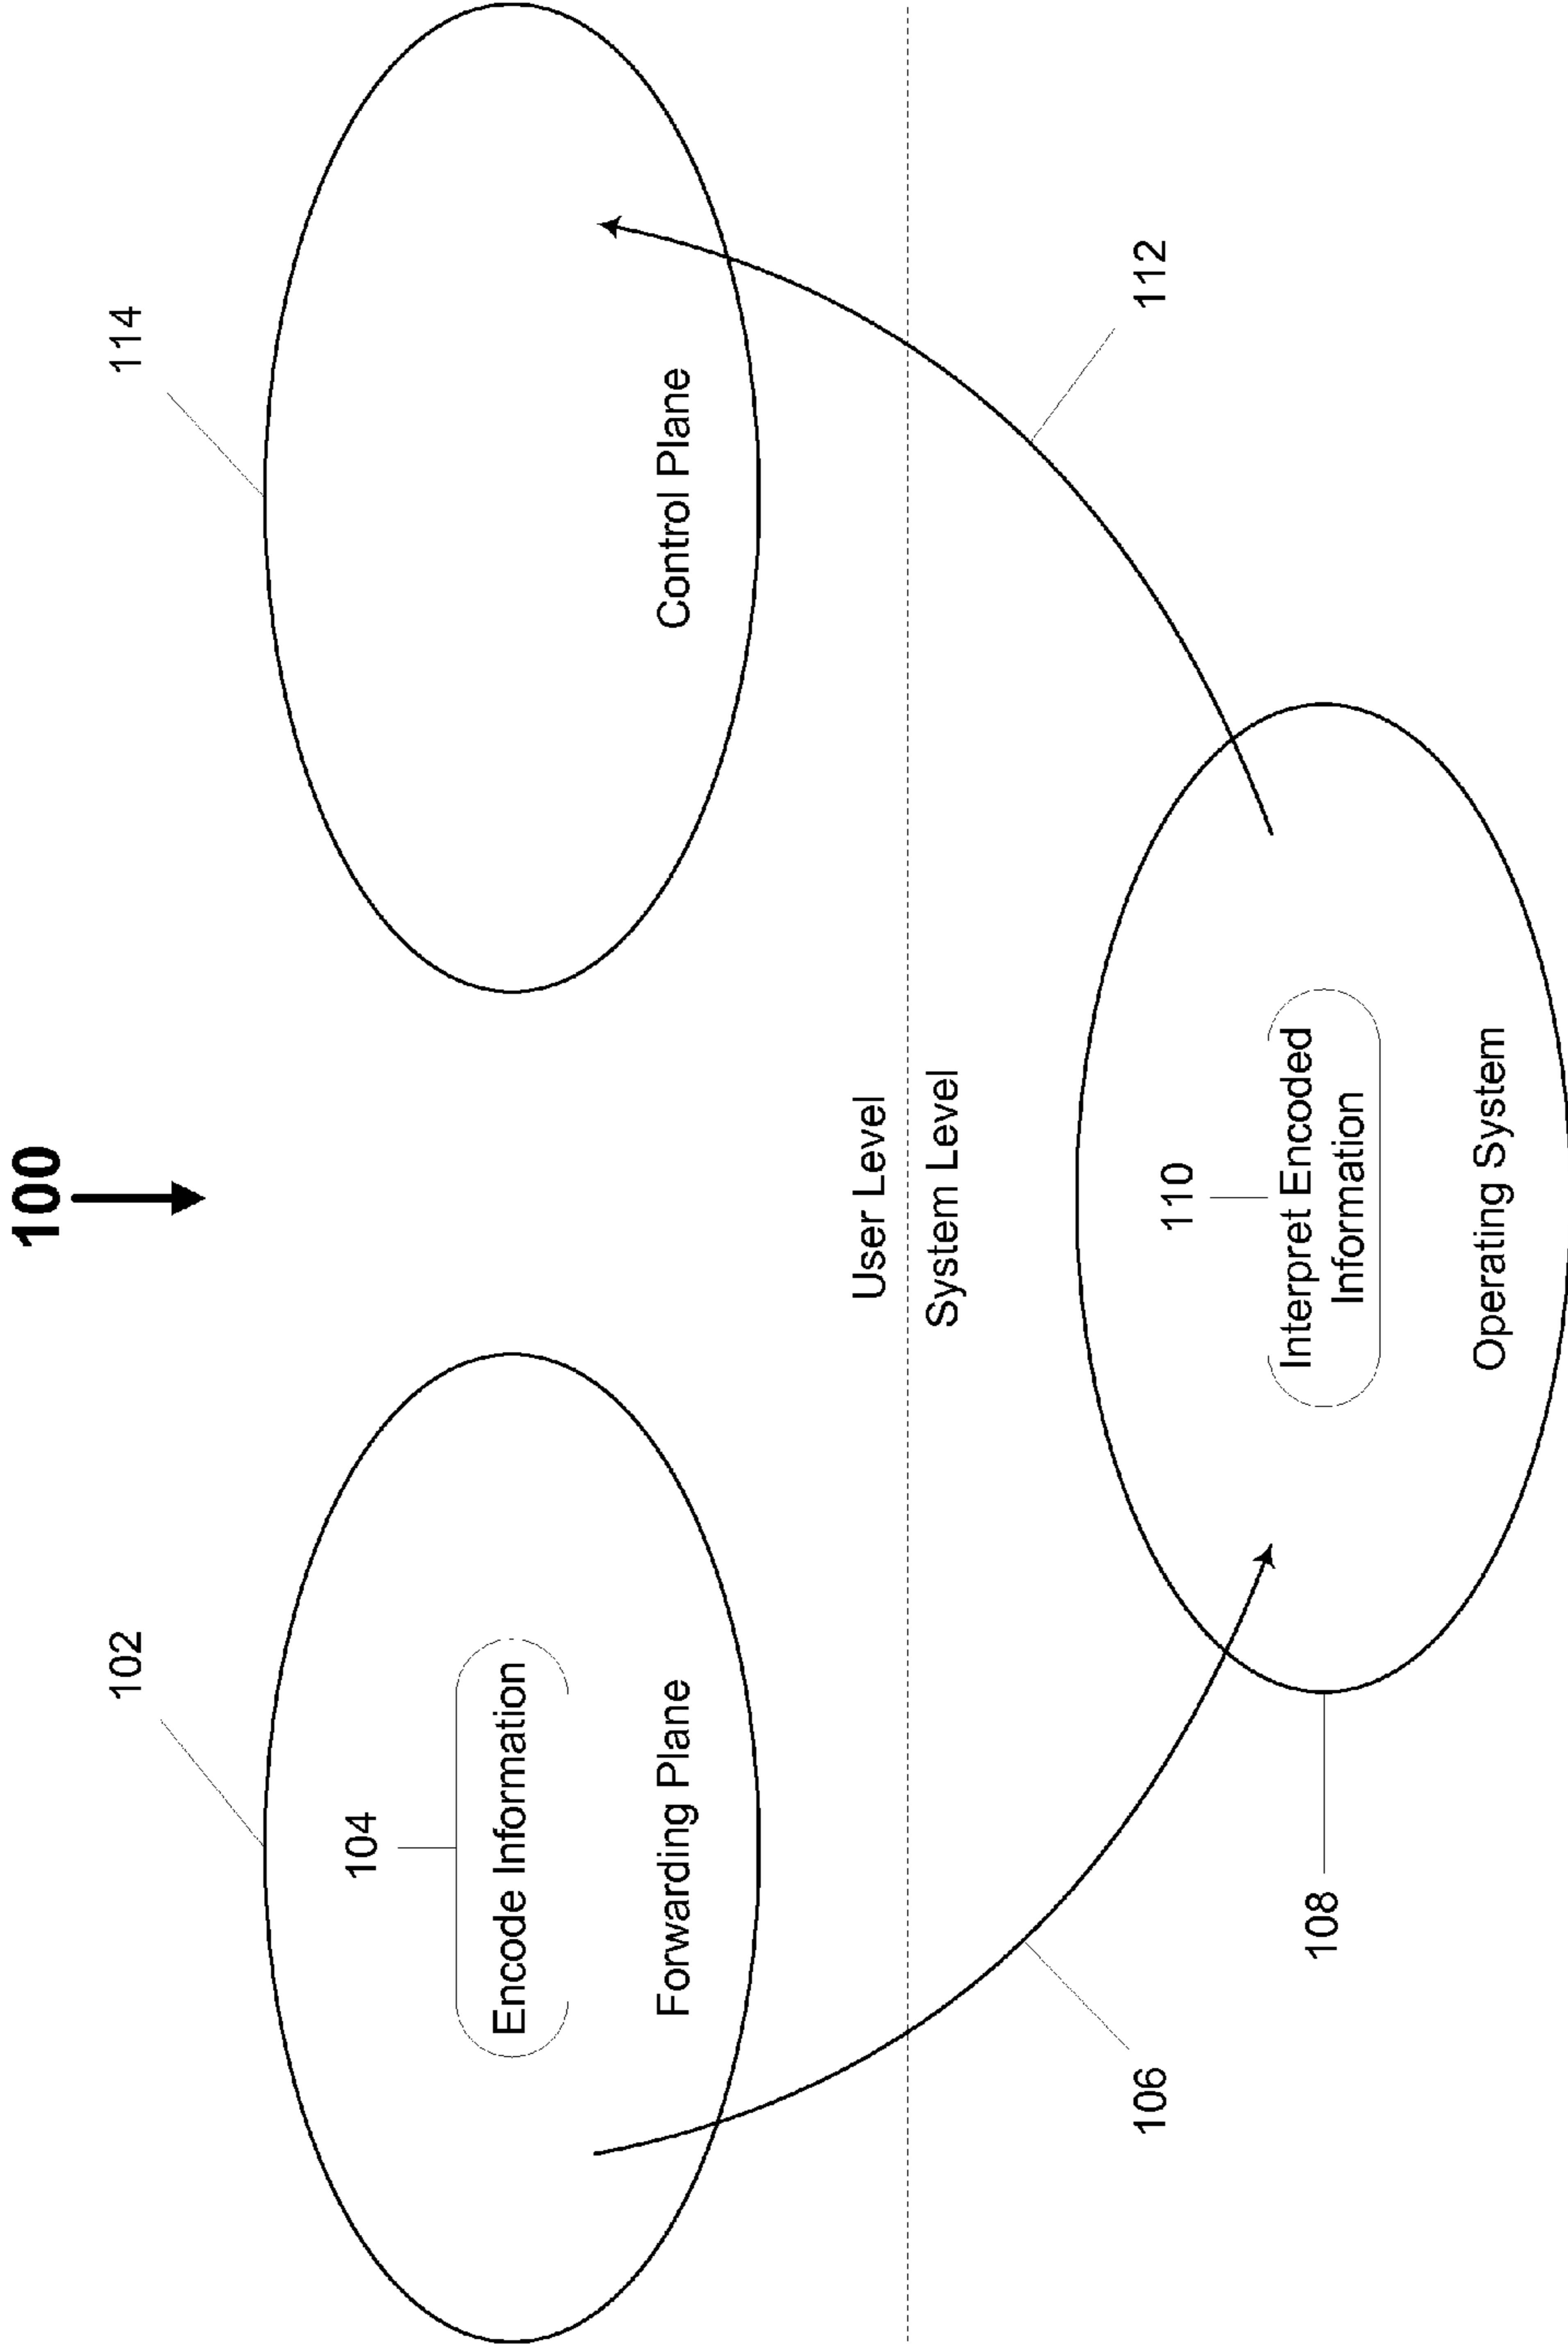 100
102
114
104
Encode Information
Forwarding Plane
Control Plane
User Level
System Level
106
112
110
Interpret Encoded
Information
108
Operating System